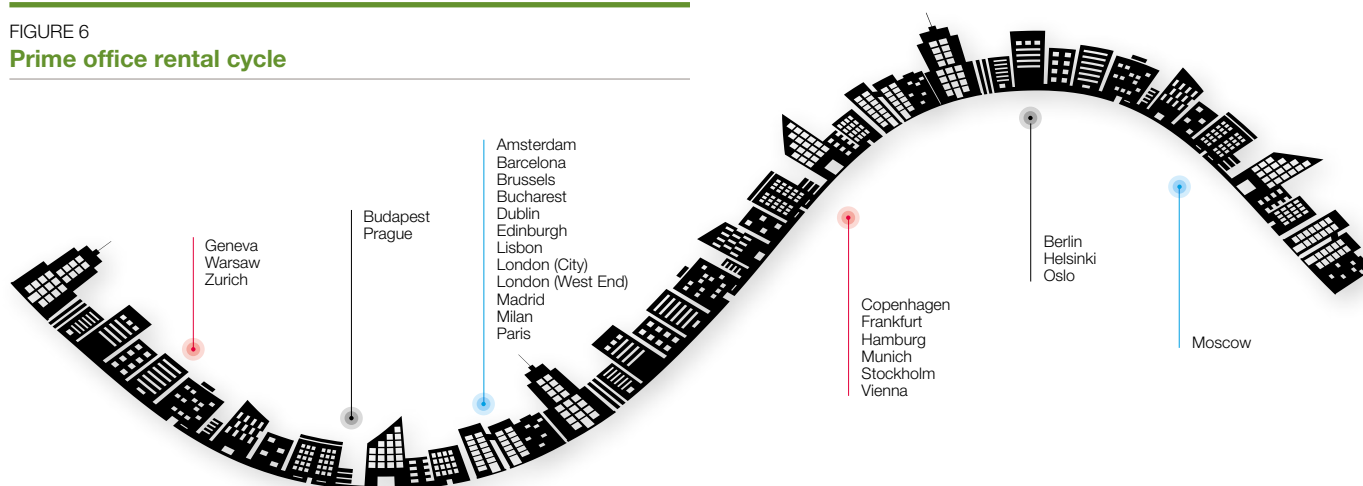 FIGURE 6
Prime office rental cycle
Geneva
Warsaw
Zurich
Budapest
Prague
Amsterdam
Barcelona
Brussels
Bucharest
Dublin
Edinburgh
Lisbon
London (City)
London (West End)
Madrid
Milan
Paris
Copenhagen
Frankfurt
Hamburg
Munich
Stockholm
Vienna
Berlin
Helsinki
Oslo
Moscow